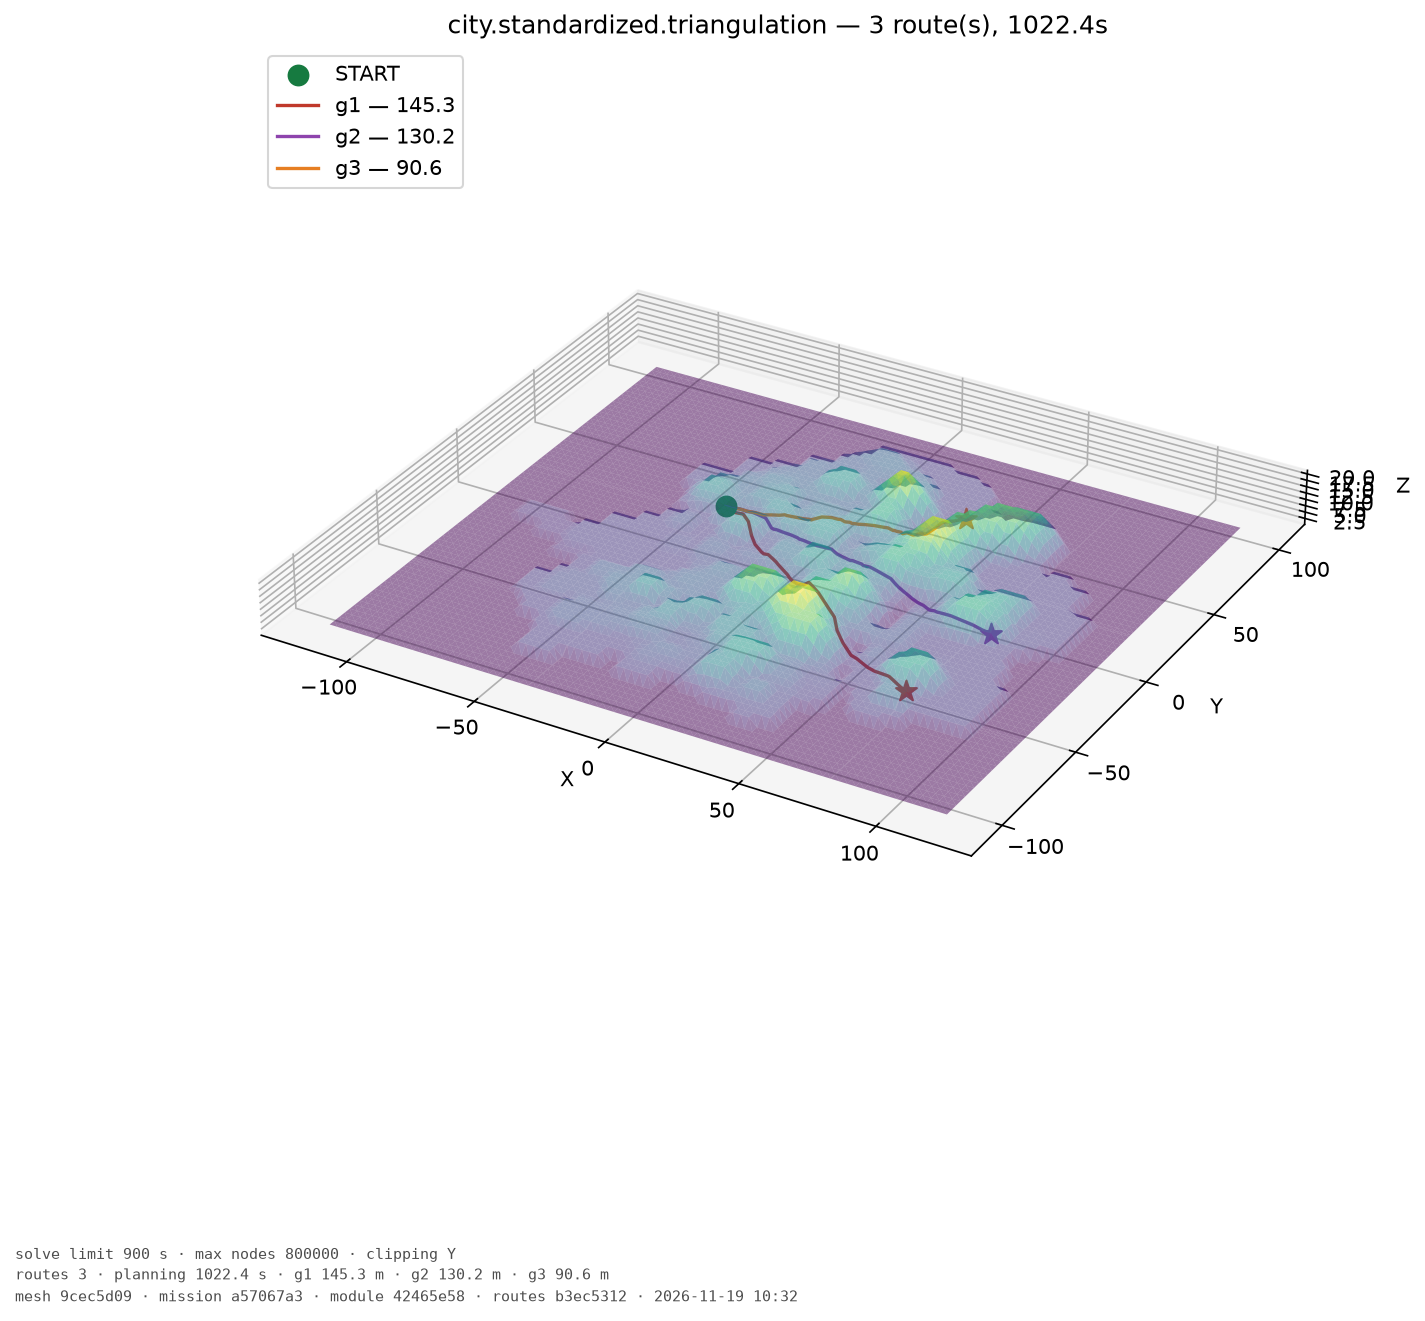 city.standardized.triangulation — 3 route(s), 1022.4s
START
g1 — 145.3
g2 — 130.2
g3 — 90.6
20.0
Z
2.5
100
50
0
Y
−50
−100
−100
−50
0
X
50
100
solve limit 900 s · max nodes 800000 · clipping Y
routes 3 · planning 1022.4 s · g1 145.3 m · g2 130.2 m · g3 90.6 m
mesh 9cec5d09 · mission a57067a3 · module 42465e58 · routes b3ec5312 · 2026-11-19 10:32